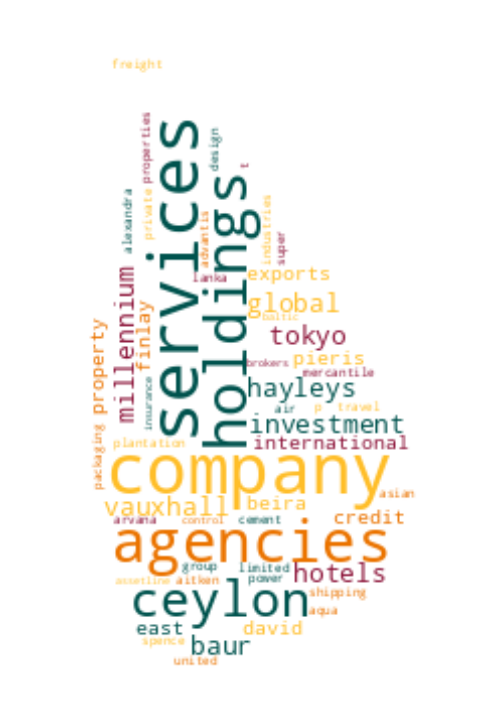 freight
properties
services
design
t
holdings
alexandra
private
advantis
industries
super
lanka
millennium
exports
global
baltic
finlay
property
tokyo
brokers
pieris
mercantile
insurance
hayleys
air
p
travel
investment
packaging
plantation
international
company
asian
vauxhall
beira
arvana
control
cement
credit
agencies
group
limited
hotels
assetline
aitken
power
ceylon
shipping
aqua
east
david
spence
baur
united